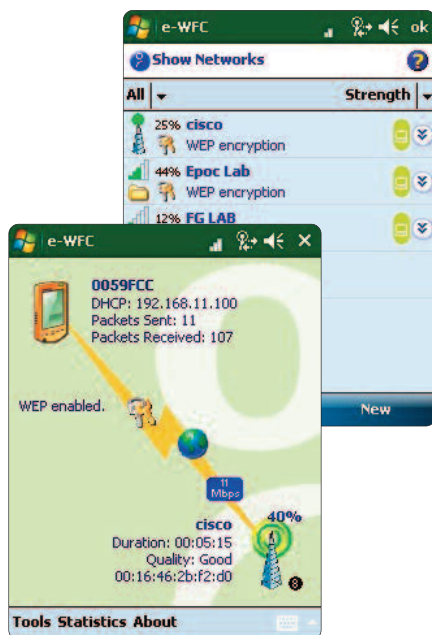 e-WFC
ok
Show Networks
?
All
Strength
25% cisco
WEP encryption
44% Epoc Lab
WEP encryption
12% FG LAB
New
e-WFC
0059FCC
DHCP: 192.168.11.100
Packets Sent: 11
Packets Received: 107
WEP enabled.
11
Mbps
40%
cisco
Duration: 00:05:15
Quality: Good
00:16:46:2b:f2:d0
Tools Statistics About